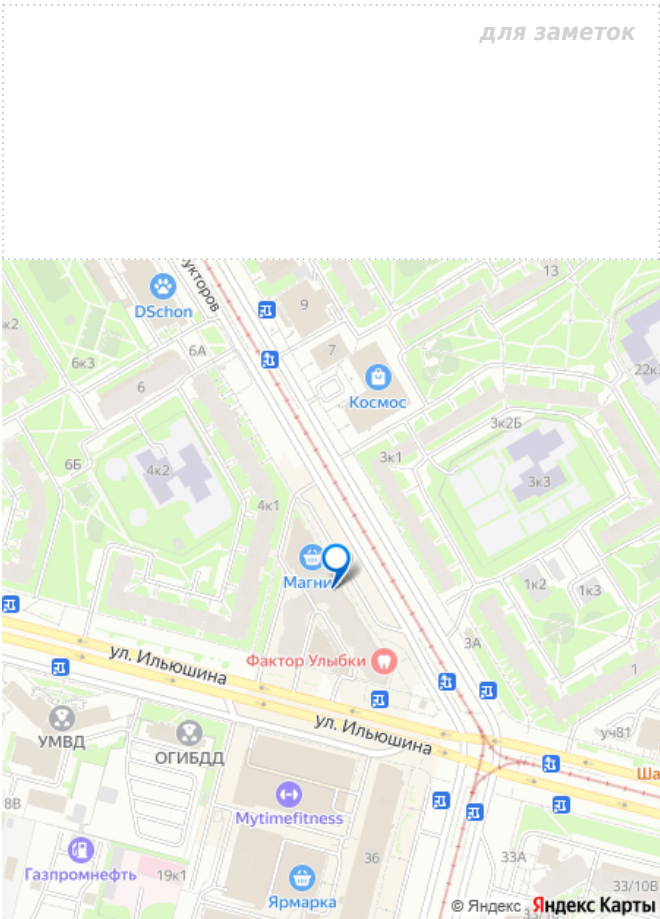 для заметок
укторов
13
DSchon
9
к2
6А
7
6к3
22к
6
Космос
3к2Б
3к1
6Б
4к2
3к3
4к1
Магни
1к2
1к3
3А
ул. Ильюшина
Фактор Улыбки
1
ул. Ильюшина
уч81
УМВД
ОГИБДД
Ша
8В
Mytimefitness
36
33А
Газпромнефть
19к1
33/10В
Ярмарка
© Яндекс Яндекс Карты